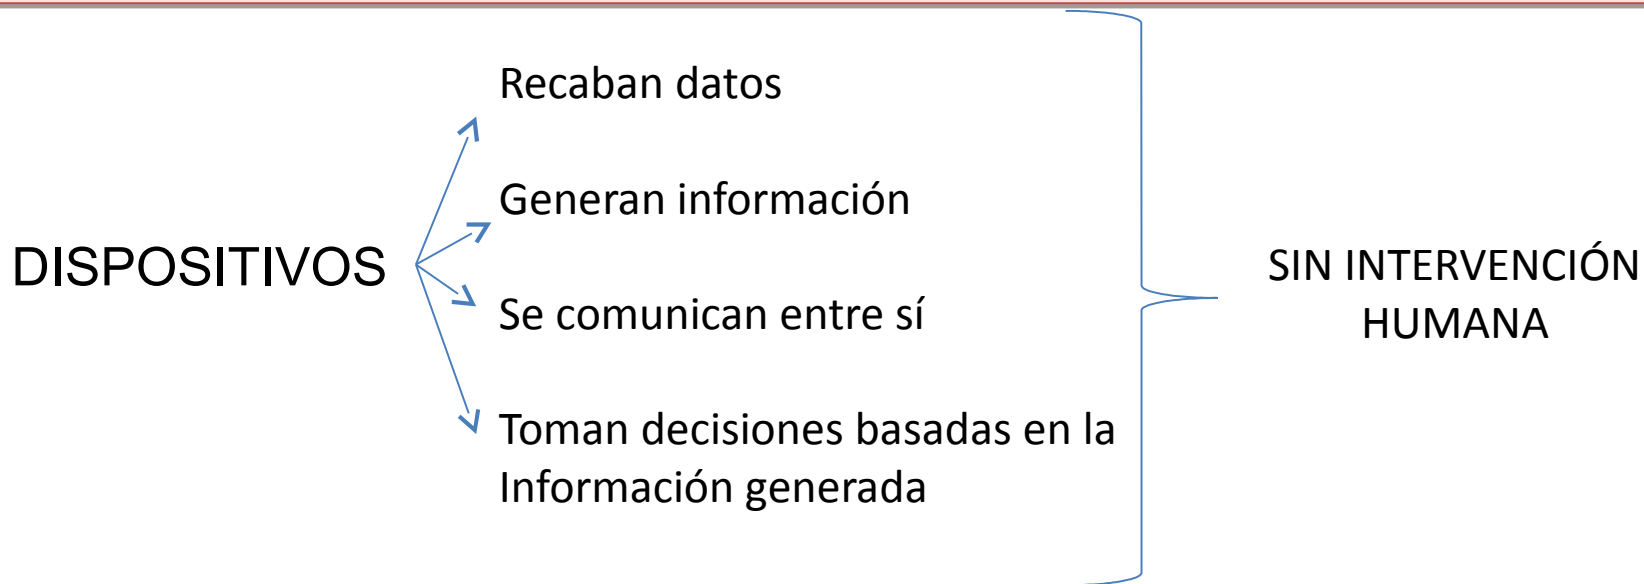 DISPOSITIVOS
Recaban datos
Generan información
Se comunican entre sí
Toman decisiones basadas en la
Información generada
SIN INTERVENCIÓN
HUMANA